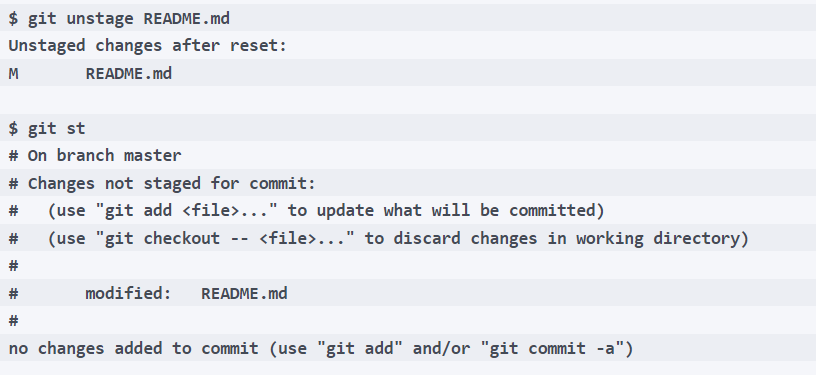 $ git unstage README.md
Unstaged changes after reset:
M       README.md
$ git st
# On branch master
# Changes not staged for commit:
#   (use "git add <file>..." to update what will be committed)
#   (use "git checkout -- <file>..." to discard changes in working directory)
#
#       modified:   README.md
#
no changes added to commit (use "git add" and/or "git commit -a")